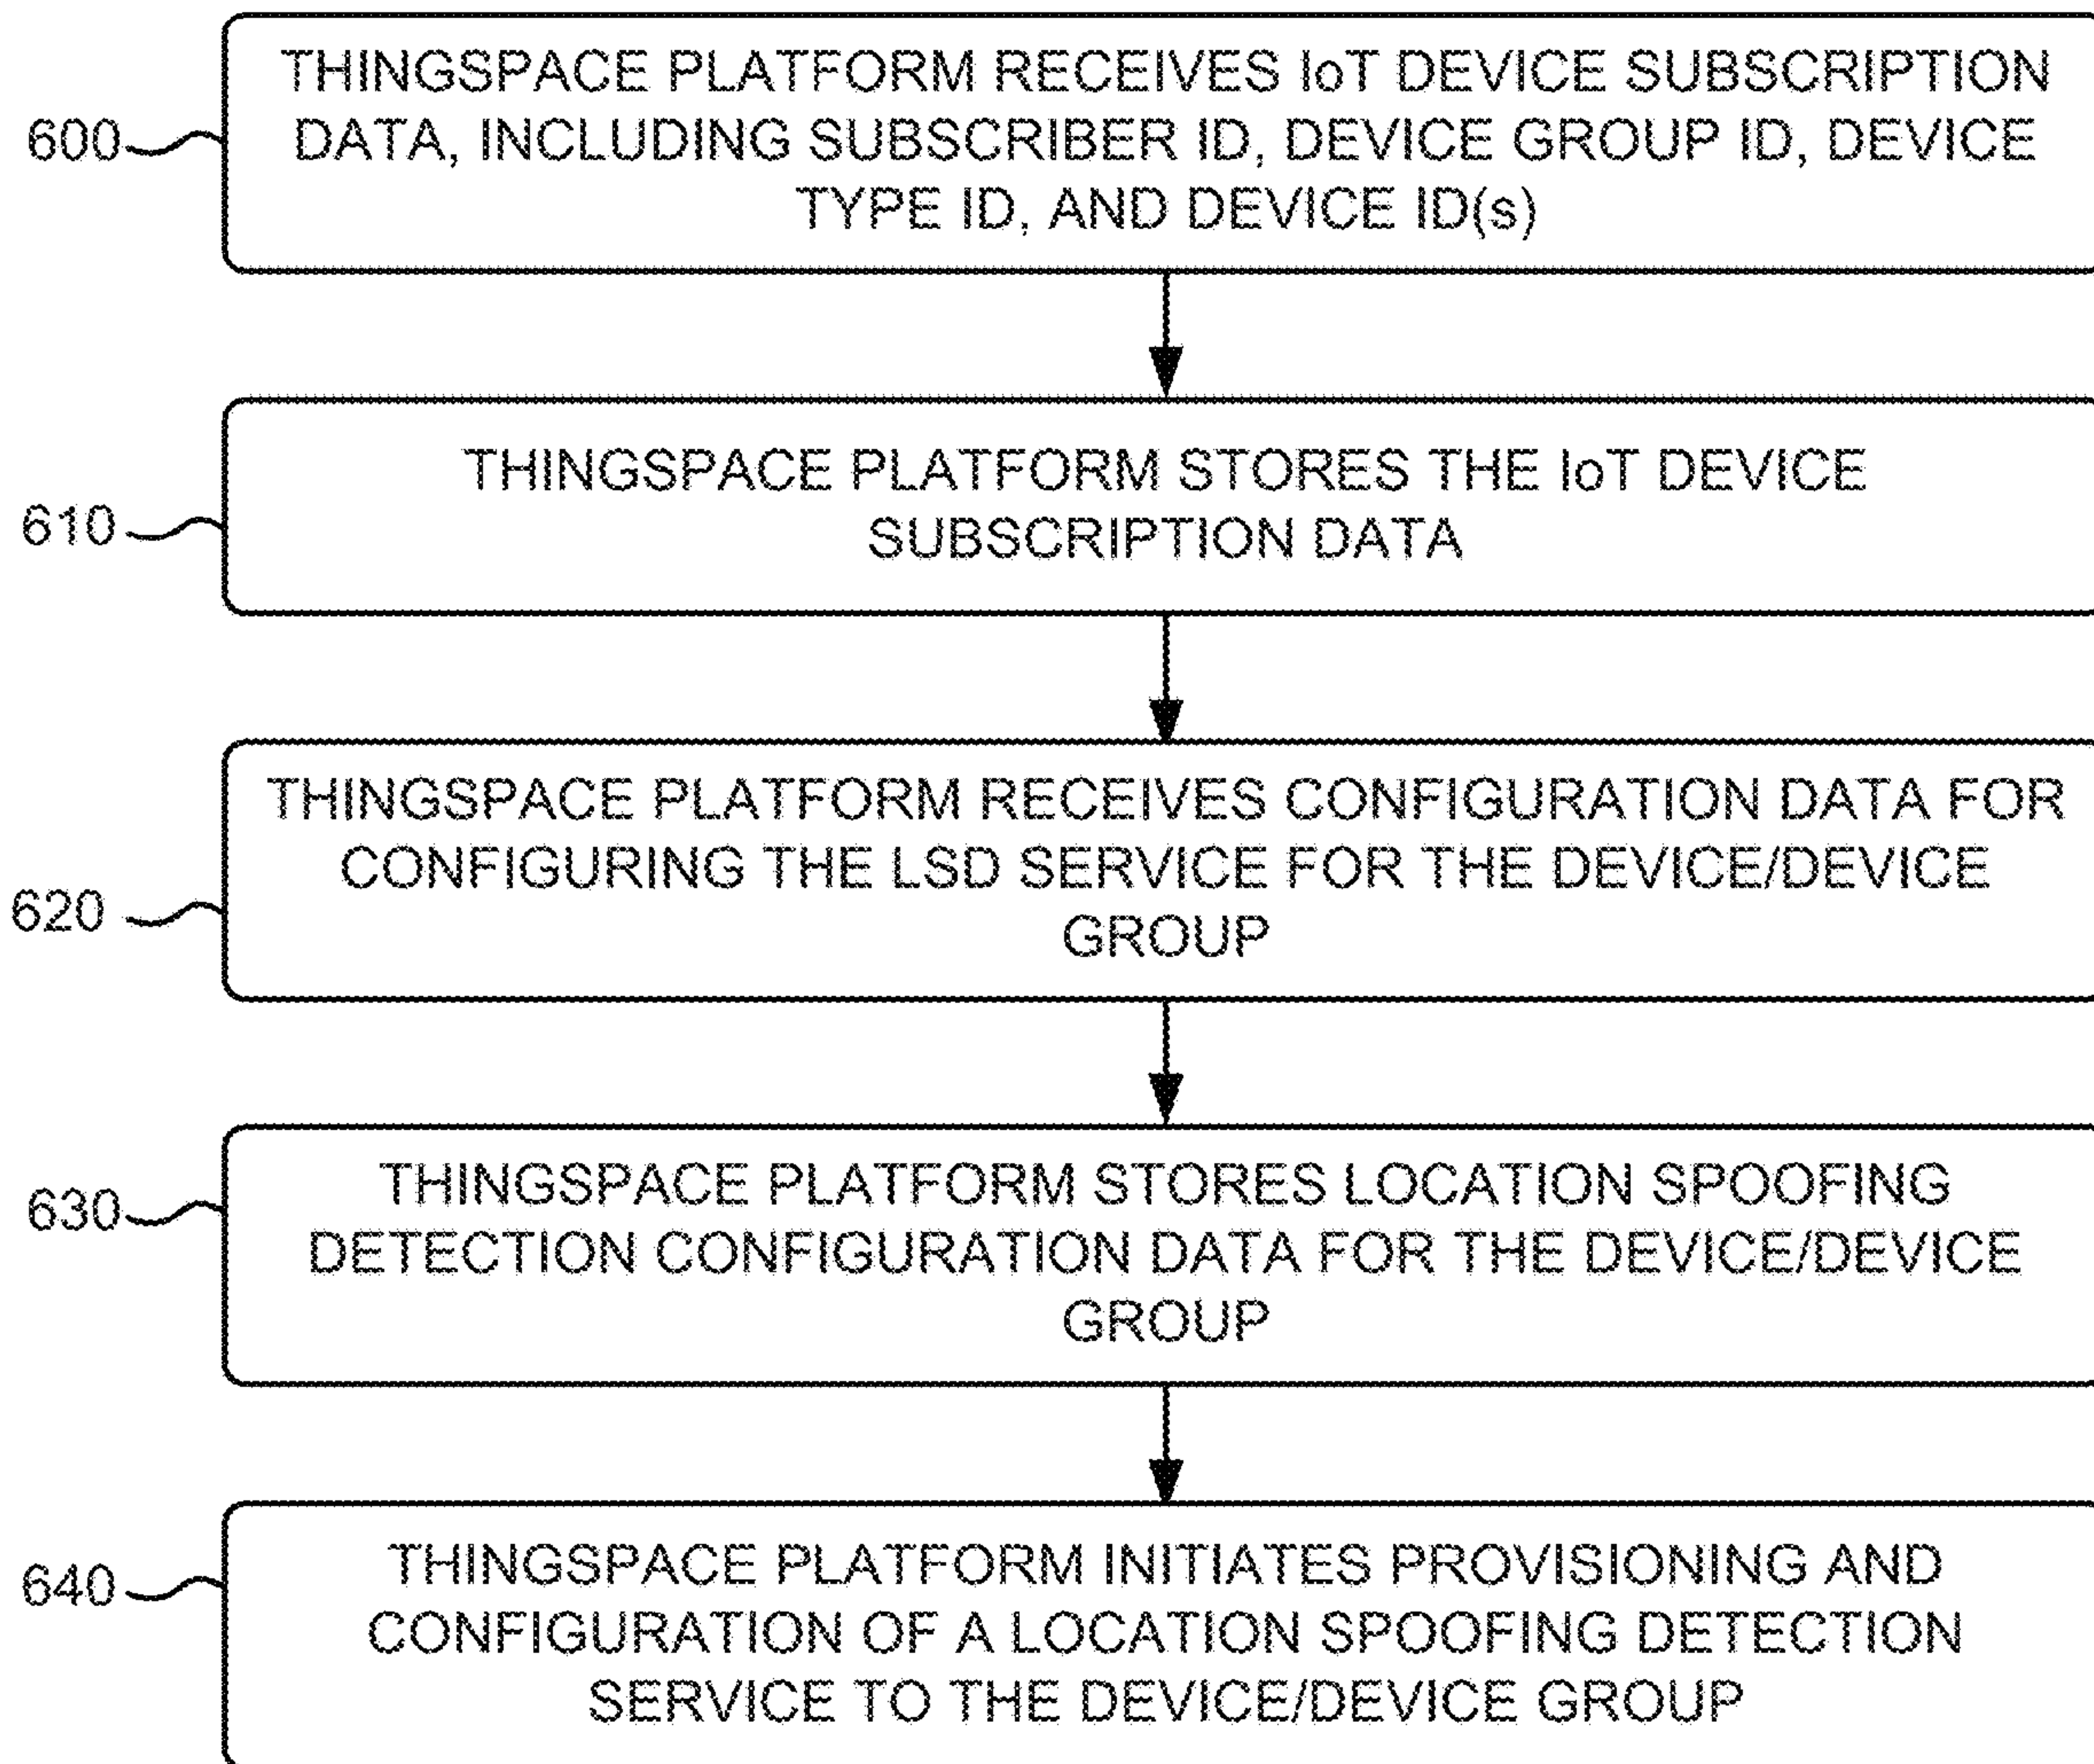 600
THINGSPACE PLATFORM RECEIVES IoT DEVICE SUBSCRIPTION
DATA, INCLUDING SUBSCRIBER ID, DEVICE GROUP ID, DEVICE
TYPE ID, AND DEVICE ID(s)
610
THINGSPACE PLATFORM STORES THE IoT DEVICE
SUBSCRIPTION DATA
620
THINGSPACE PLATFORM RECEIVES CONFIGURATION DATA FOR
CONFIGURING THE LSD SERVICE FOR THE DEVICE/DEVICE
GROUP
630
THINGSPACE PLATFORM STORES LOCATION SPOOFING
DETECTION CONFIGURATION DATA FOR THE DEVICE/DEVICE
GROUP
640
THINGSPACE PLATFORM INITIATES PROVISIONING AND
CONFIGURATION OF A LOCATION SPOOFING DETECTION
SERVICE TO THE DEVICE/DEVICE GROUP